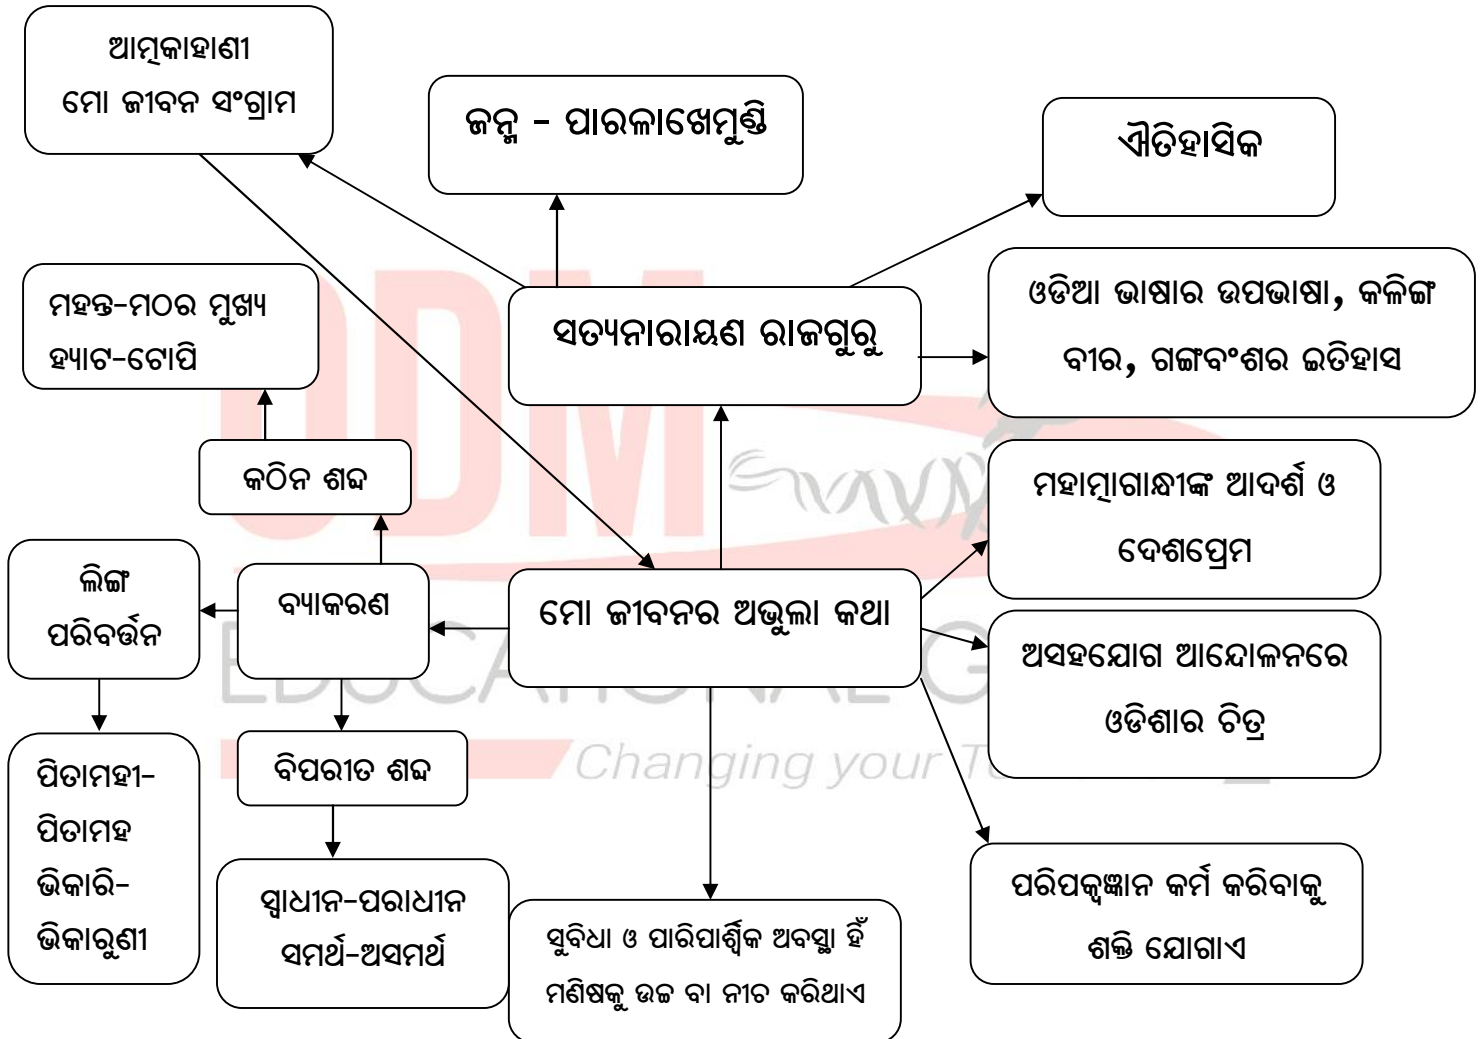 ଆତ୍ମକାହାଣୀ
ମୋ ଜୀବନ ସଂଗ୍ରାମ
ଜନ୍ମ – ପାରଳାଖେମୁଣ୍ଡି
ଐତିହାସିକ
ମହନ୍ତ-ମଠର ମୁଖ୍ୟ
ହ୍ୟାଟ-ଟୋପି
ସତ୍ୟନାରାୟଣ ରାଜଗୁରୁ
ଓଡିଆ ଭାଷାର ଉପଭାଷା, କଳିଙ୍ଗ
ବୀର, ଗଙ୍ଗବଂଶର ଇତିହାସ
କଠିନ ଶବ୍ଦ
ମହାତ୍ମାଗାନ୍ଧୀଙ୍କ ଆଦର୍ଶ ଓ
ଦେଶପ୍ରେମ
ଲିଙ୍ଗ
ପରିବର୍ତ୍ତନ
ବ୍ୟାକରଣ
ମୋ ଜୀବନର ଅଭୁଲା କଥା
ଅସହଯୋଗ ଆନ୍ଦୋଳନରେ
ଓଡିଶାର ଚିତ୍ର
ପିତାମହୀ-
ପିତାମହ
ଭିକାରି-
ଭିକାରୁଣୀ
ବିପରୀତ ଶବ୍ଦ
Changing your
ସ୍ୱାଧୀନ-ପରାଧୀନ
ସମର୍ଥ-ଅସମର୍ଥ
ସୁବିଧା ଓ ପାରିପାର୍ଶ୍ୱିକ ଅବସ୍ଥା ହିଁ
ମଣିଷକୁ ଉଚ୍ଚ ବା ନୀଚ କରିଥାଏ
ପରିପକ୍ୱଜ୍ଞାନ କର୍ମ କରିବାକୁ
ଶକ୍ତି ଯୋଗାଏ